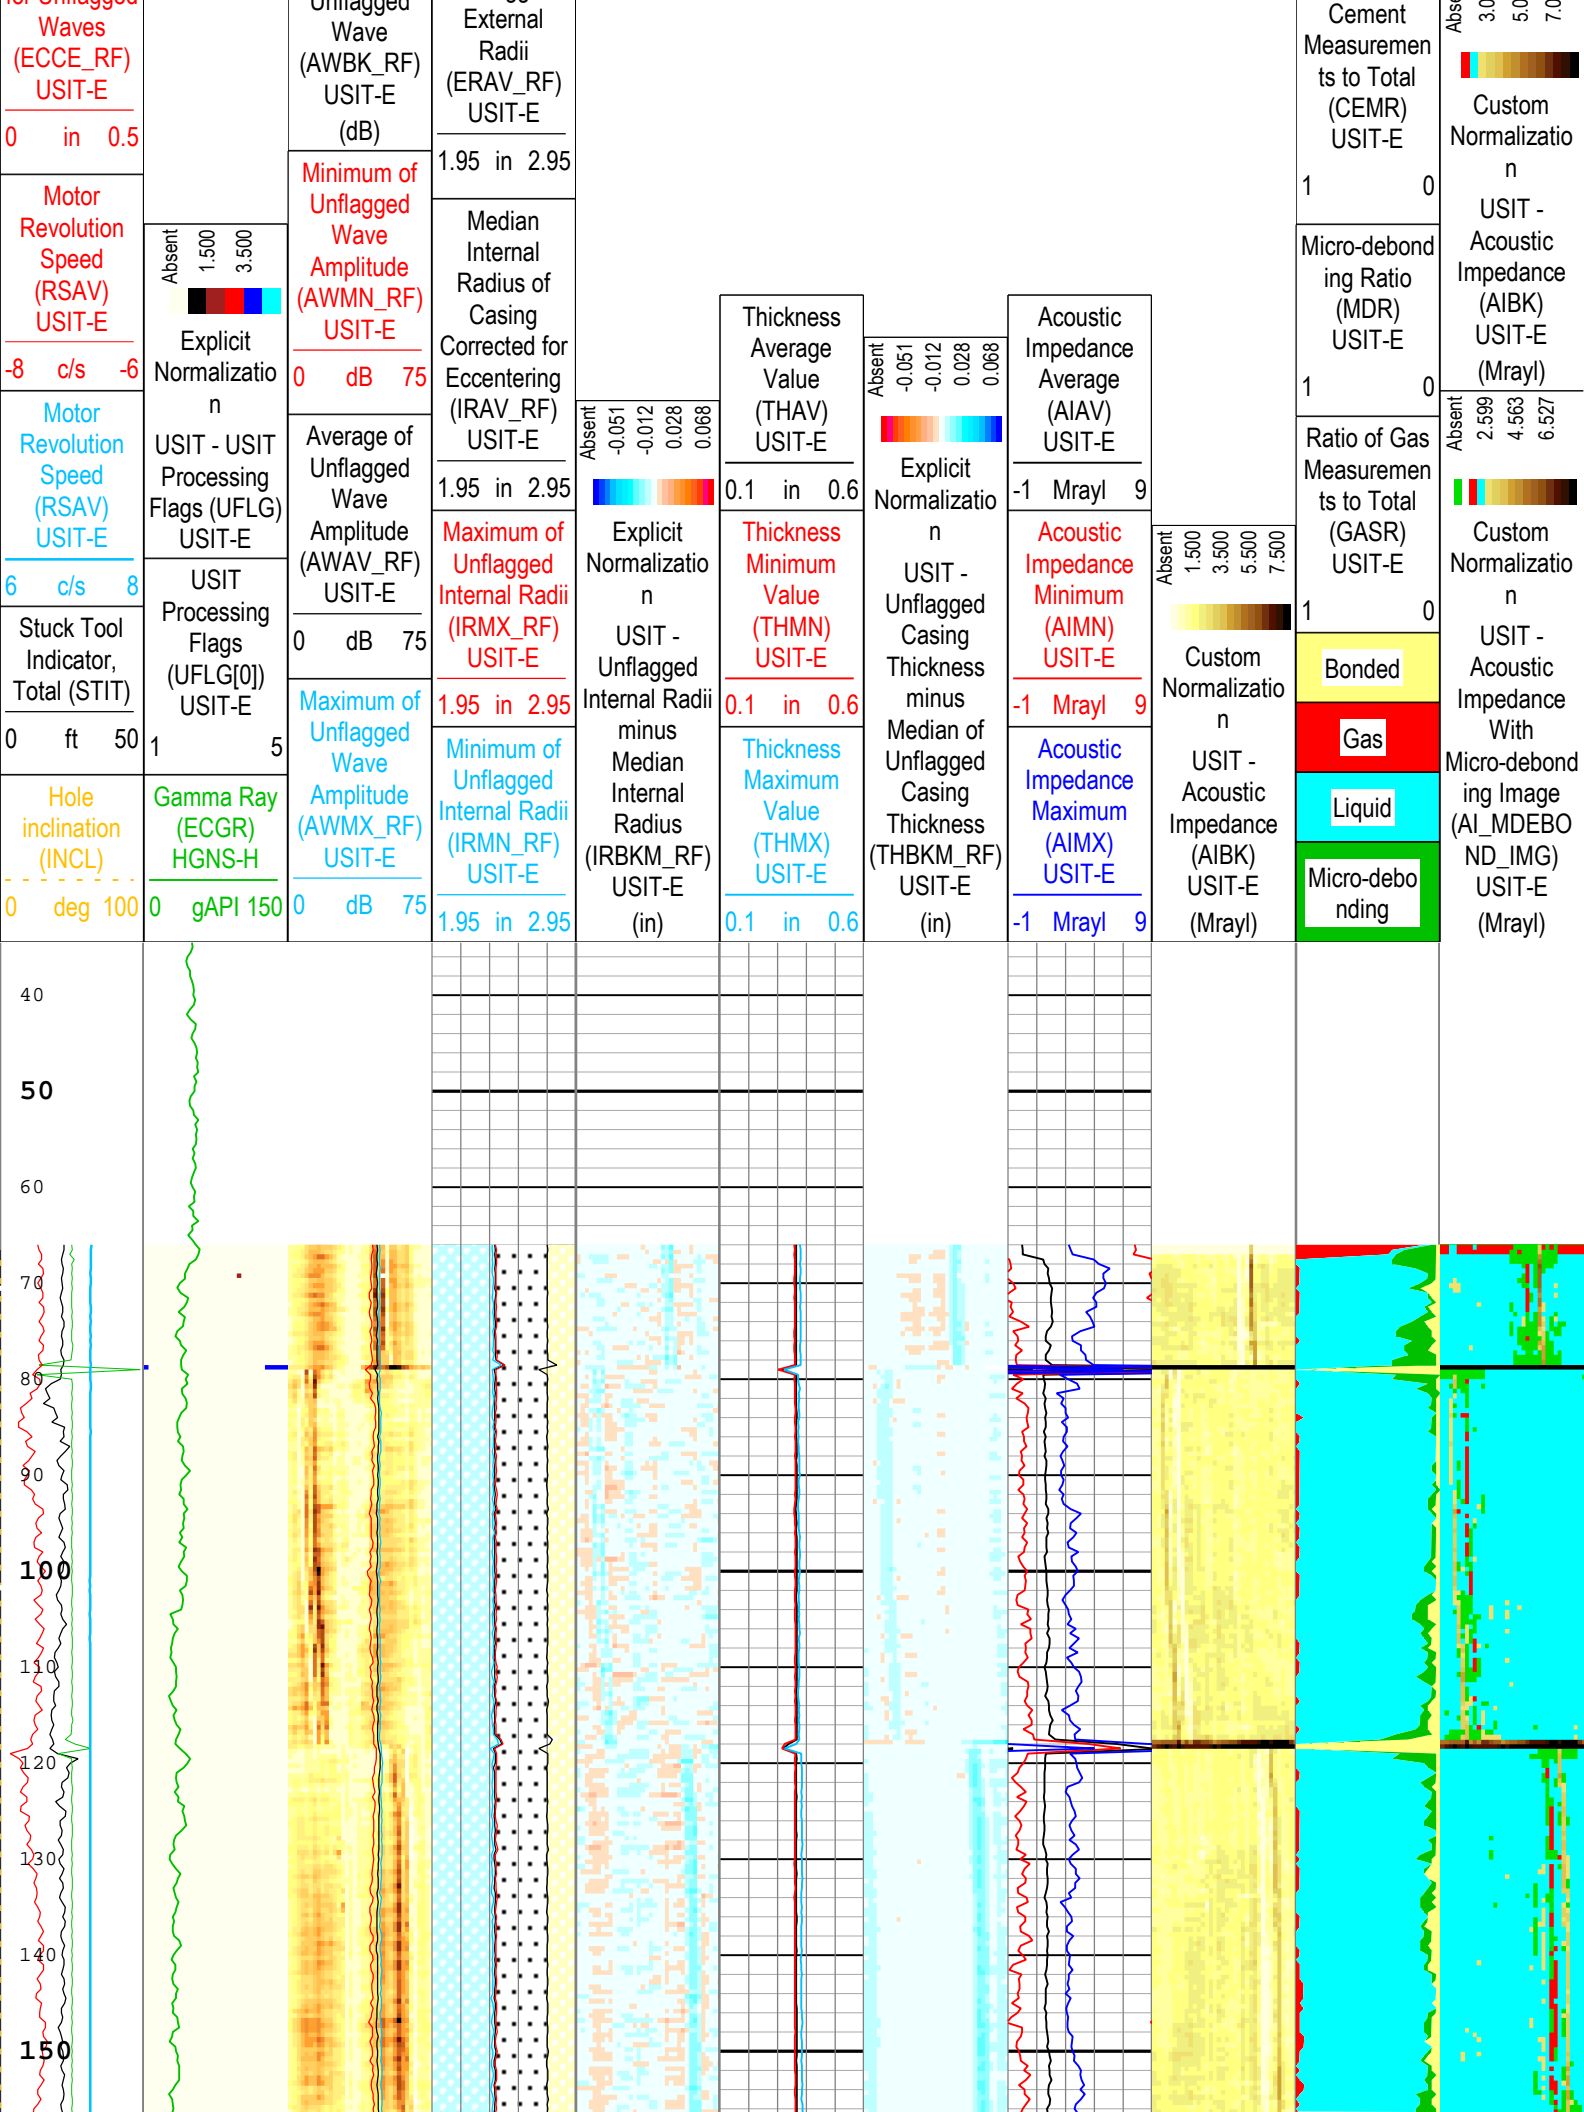 for Unflagged
Waves
(ECCE_RF)
USIT-E
0 in 0.5
Motor
Revolution
Speed
(RSAV)
USIT-E
-8 c/s -6
Motor
Revolution
Speed
(RSAV)
USIT-E
6 c/s 8
Stuck Tool
Indicator,
Total (STIT)
0 ft 50
Hole
inclination
(INCL)
0 deg 100
Absent
1.500
3.500
Explicit
Normalizatio
n
USIT - USIT
Processing
Flags (UFLG)
USIT-E
USIT
Processing
Flags
(UFLG[0])
USIT-E
1 5
Gamma Ray
(ECGR)
HGNS-H
0 gAPI 150
Unflagged
Wave
(AWBK_RF)
USIT-E
(dB)
Minimum of
Unflagged
Wave
Amplitude
(AWMN_RF)
USIT-E
0 dB 75
Average of
Unflagged
Wave
Amplitude
(AWAV_RF)
USIT-E
0 dB 75
Maximum of
Unflagged
Wave
Amplitude
(AWMX_RF)
USIT-E
0 dB 75
External
Radii
(ERAV_RF)
USIT-E
1.95 in 2.95
Median
Internal
Radius of
Casing
Corrected for
Eccentering
(IRAV_RF)
USIT-E
1.95 in 2.95
Maximum of
Unflagged
Internal Radii
(IRMX_RF)
USIT-E
1.95 in 2.95
Minimum of
Unflagged
Internal Radii
(IRMN_RF)
USIT-E
1.95 in 2.95
Absent
-0.051
-0.012
0.028
0.068
Explicit
Normalizatio
n
USIT -
Unflagged
Internal Radii
minus
Median
Internal
Radius
(IRBKM_RF)
USIT-E
(in)
Thickness
Average
Value
(THAV)
USIT-E
0.1 in 0.6
Thickness
Minimum
Value
(THMN)
USIT-E
0.1 in 0.6
Thickness
Maximum
Value
(THMX)
USIT-E
0.1 in 0.6
Absent
-0.051
-0.012
0.028
0.068
Explicit
Normalizatio
n
USIT -
Unflagged
Casing
Thickness
minus
Median of
Unflagged
Casing
Thickness
(THBKM_RF)
USIT-E
(in)
Acoustic
Impedance
Average
(AIAV)
USIT-E
-1 Mrayl 9
Acoustic
Impedance
Minimum
(AIMN)
USIT-E
-1 Mrayl 9
Acoustic
Impedance
Maximum
(AIMX)
USIT-E
-1 Mrayl 9
Absent
1.500
3.500
5.500
7.500
Custom
Normalizatio
n
USIT -
Acoustic
Impedance
(AIBK)
USIT-E
(Mrayl)
Cement
Measuremen
ts to Total
(CEMR)
USIT-E
1 0
Micro-debond
ing Ratio
(MDR)
USIT-E
1 0
Ratio of Gas
Measuremen
ts to Total
(GASR)
USIT-E
1 0
Bonded
Gas
Liquid
Micro-debo
nding
Custom
Normalizatio
n
USIT -
Acoustic
Impedance
(AIBK)
USIT-E
(Mrayl)
Absent
2.599
4.563
6.527
Custom
Normalizatio
n
USIT -
Acoustic
Impedance
With
Micro-debond
ing Image
(AI_MDEBO
ND_IMG)
USIT-E
(Mrayl)
40
50
60
70
80
90
100
110
120
130
140
150